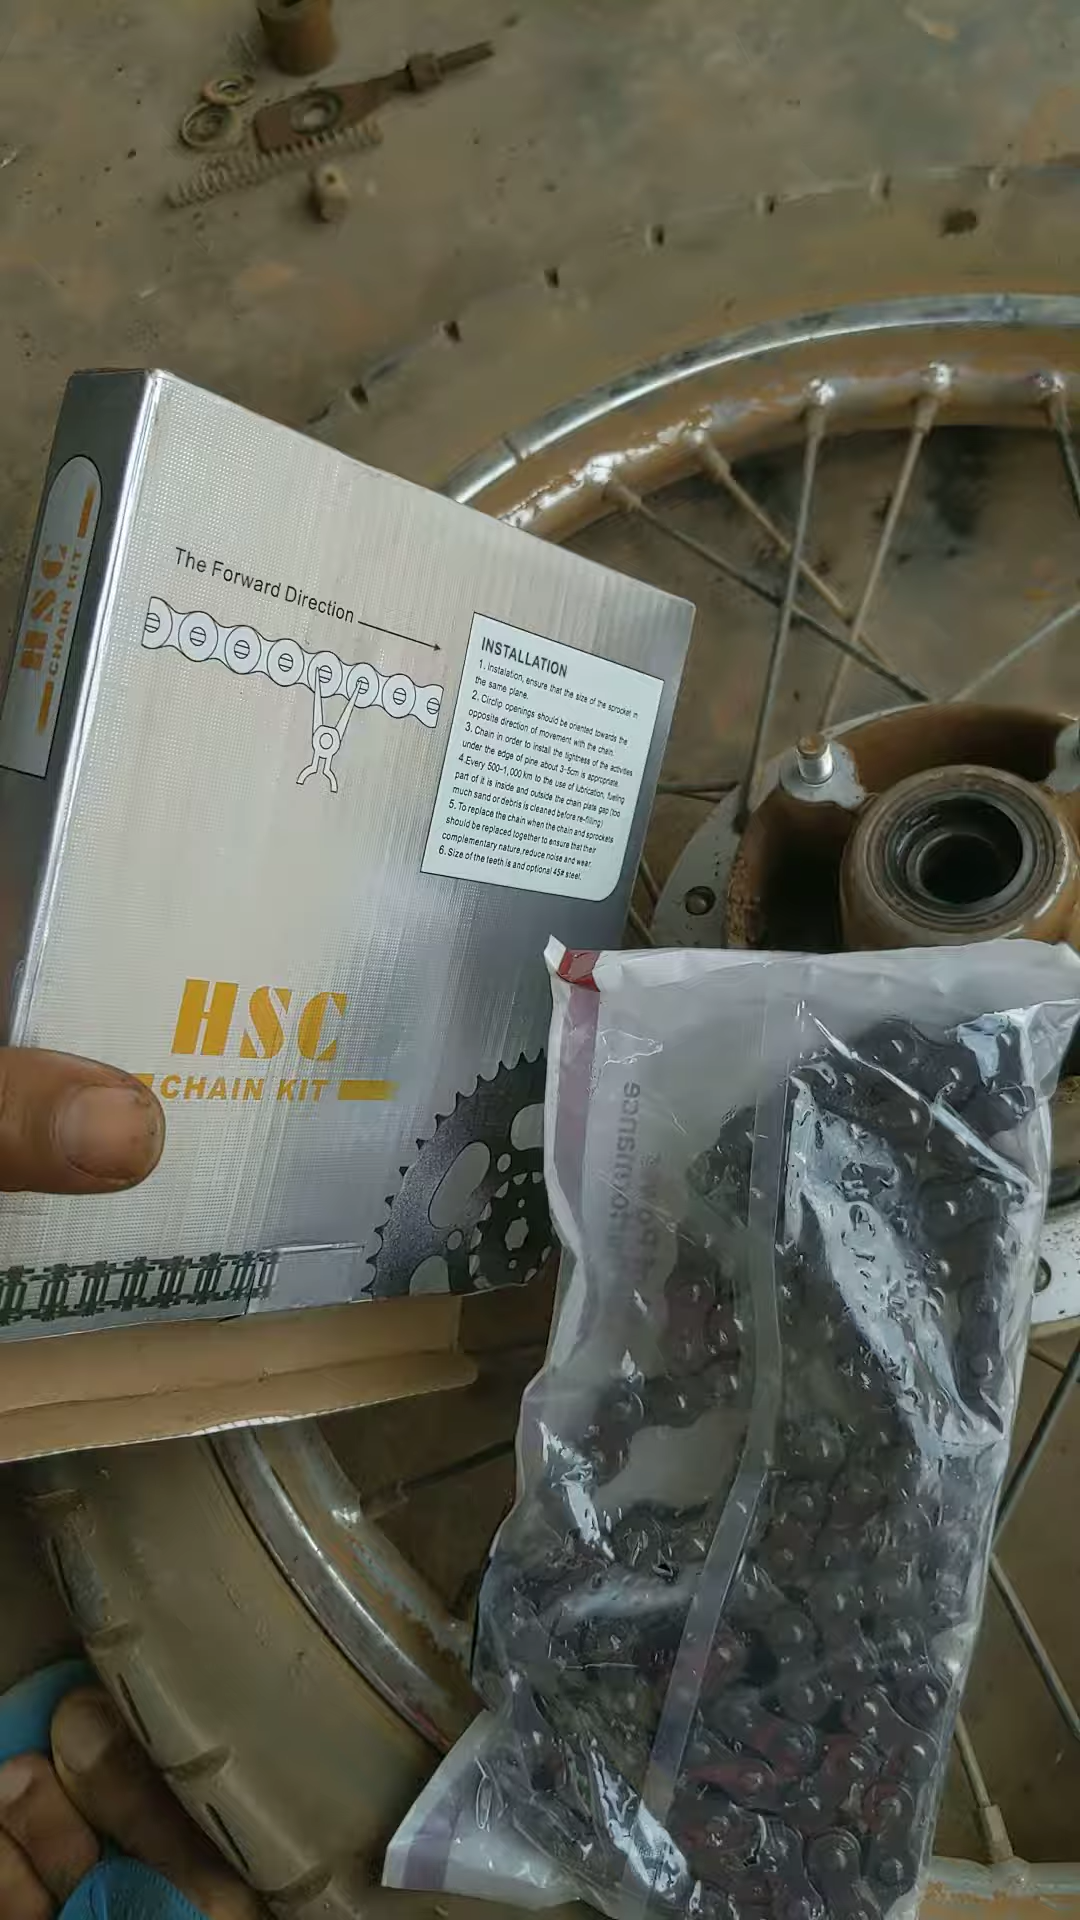 HSC
CHAIN KIT
The Forward Direction
INSTALLATION
1. Instalation, ensure that the size of the sprocket in
the same plane.
2. Circlip openings should be oriented towards the
opposite direction of movement with the chain.
3. Chain in order to install the tightness of the activities
under the edge of pine about 3-5cm is appropriate.
4.Every 500-1,000 km to the use of lubrication, fueling
part of it is inside and outside the chain plate gap (too
much sand or debris is cleaned before re-filling)
5. To replace the chain when the chain and sprockets
should be replaced together to ensure that their
complementary nature,reduce noise and wear.
6. Size of the teeth is and optional 45# steel.
HSC
CHAIN KIT